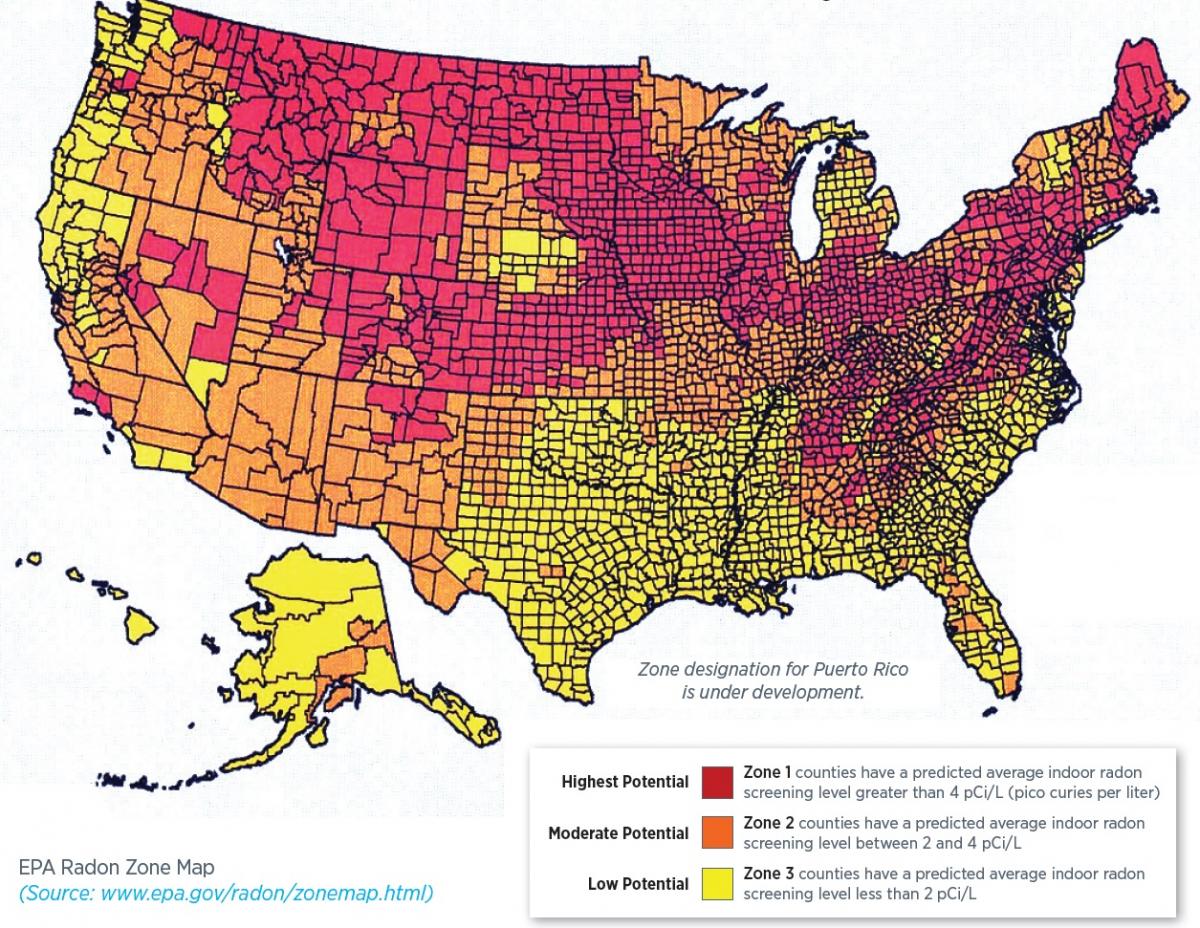 Zone designation for Puerto Rico
is under development.
Highest Potential
Zone 1 counties have a predicted average indoor radon
screening level greater than 4 pCi/L (pico curies per liter)
Moderate Potential
Zone 2 counties have a predicted average indoor radon
screening level between 2 and 4 pCi/L
Low Potential
Zone 3 counties have a predicted average indoor radon
screening level less than 2 pCi/L
EPA Radon Zone Map
(Source: www.epa.gov/radon/zonemap.html)